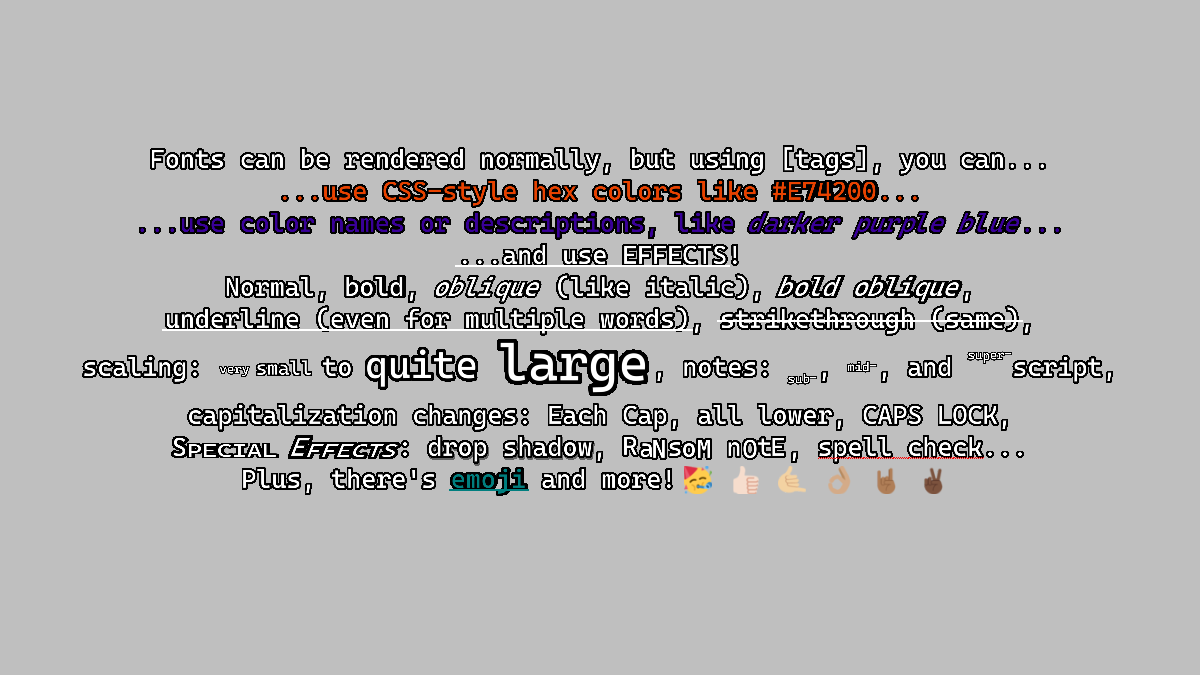 Fonts can be rendered normally, but using [tags], you can...
...use CSS-style hex colors like #E74200...
...use color names or descriptions, like darker purple blue...
...and use EFFECTS!
Normal, bold, oblique (like italic), bold oblique,
underline (even for multiple words), strikethrough (same),
scaling: very small to quite large, notes: sub-, mid-, and super-script,
capitalization changes: Each Cap, all lower, CAPS LOCK,
Special Effects: drop shadow, RaNsoM nOtE, spell check...
Plus, there's emoji and more! 🥳 👍🏻 🤙🏼 👌🏽 🤘🏾 ✌🏿